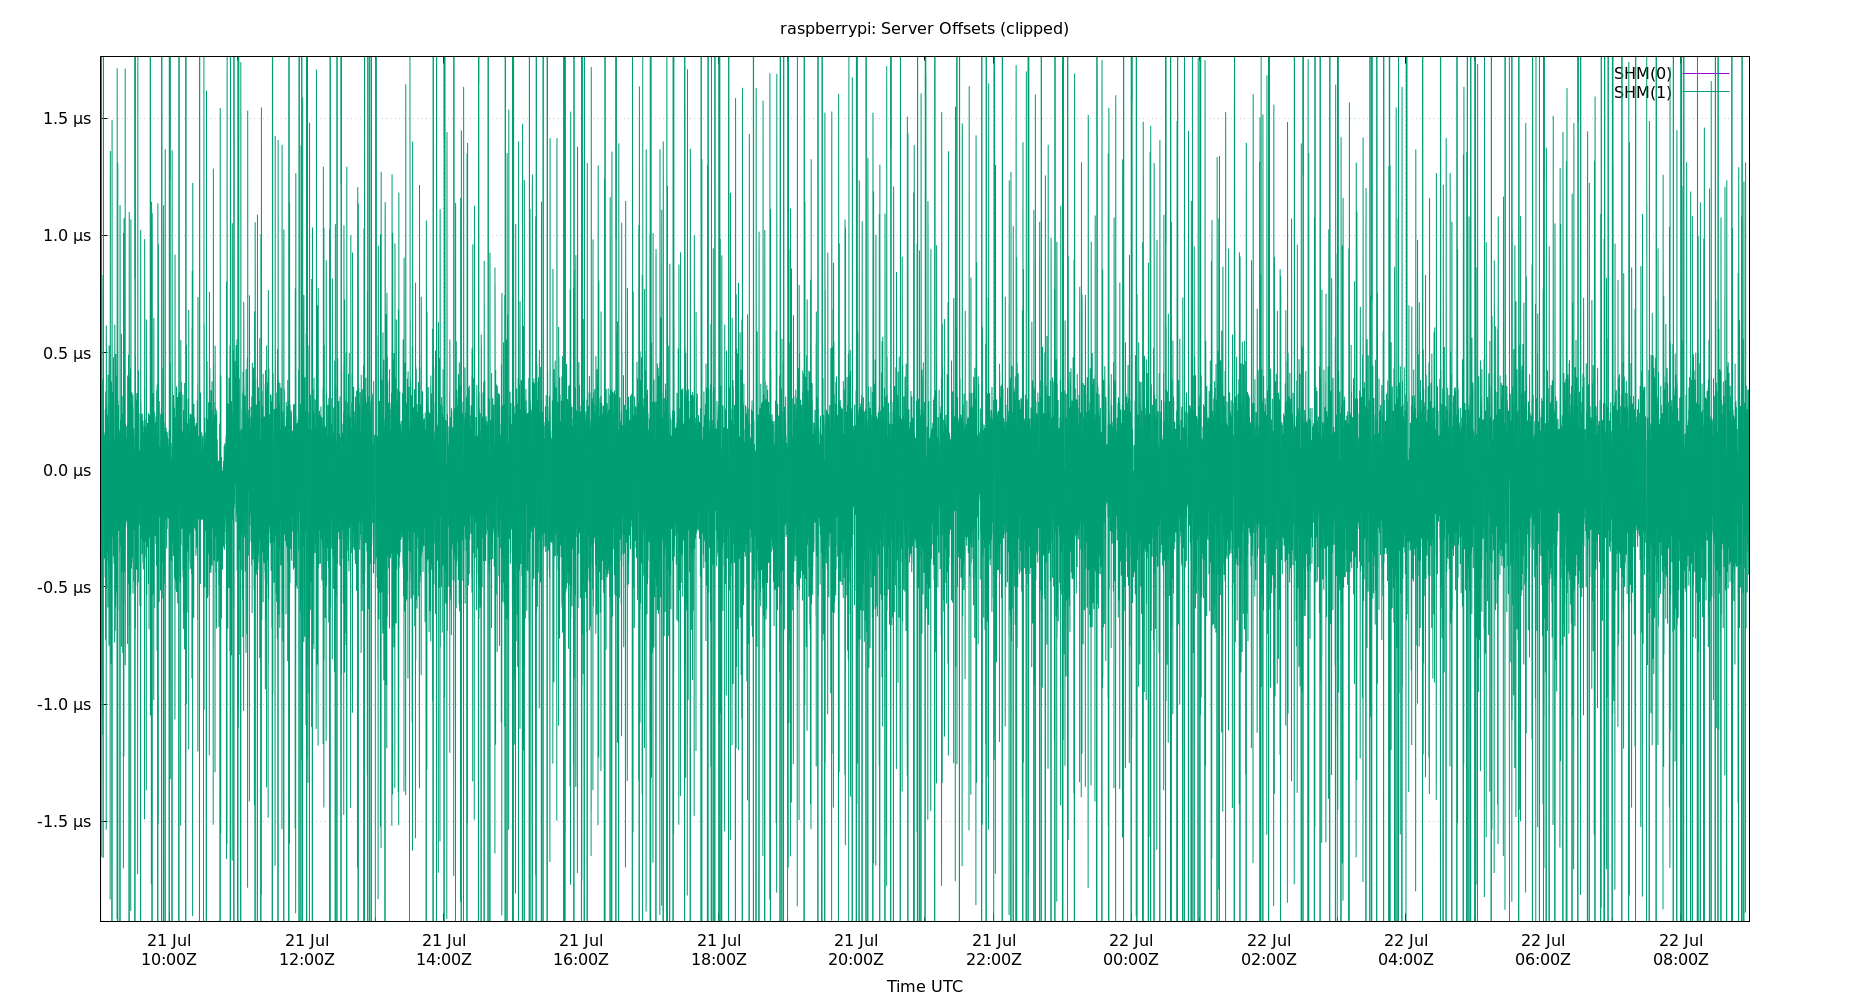 raspberrypi: Server Offsets (clipped)
SHM(0)
SHM(1)
1.5 µs
1.0 µs
0.5 µs
0.0 µs
-0.5 µs
-1.0 µs
-1.5 µs
21 Jul 21 Jul 21 Jul 21 Jul 21 Jul 21 Jul 21 Jul 22 Jul 22 Jul 22 Jul 22 Jul 22 Jul
10:00Z 12:00Z 14:00Z 16:00Z 18:00Z 20:00Z 22:00Z 00:00Z 02:00Z 04:00Z 06:00Z 08:00Z
Time UTC